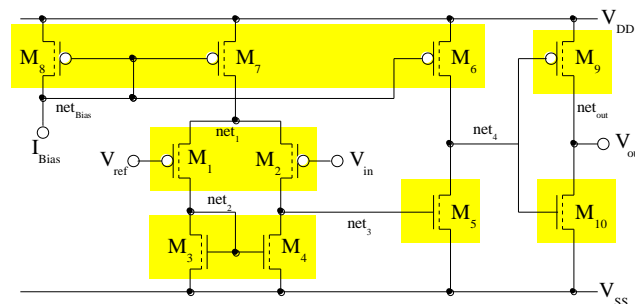 V_DD
M_8
M_7
M_6
M_9
net_Bias
net_1
net_4
net_out
I_Bias
V_ref
M_1
M_2
V_in
V_ou
net_2
net_3
M_5
M_10
M_3
M_4
V_SS